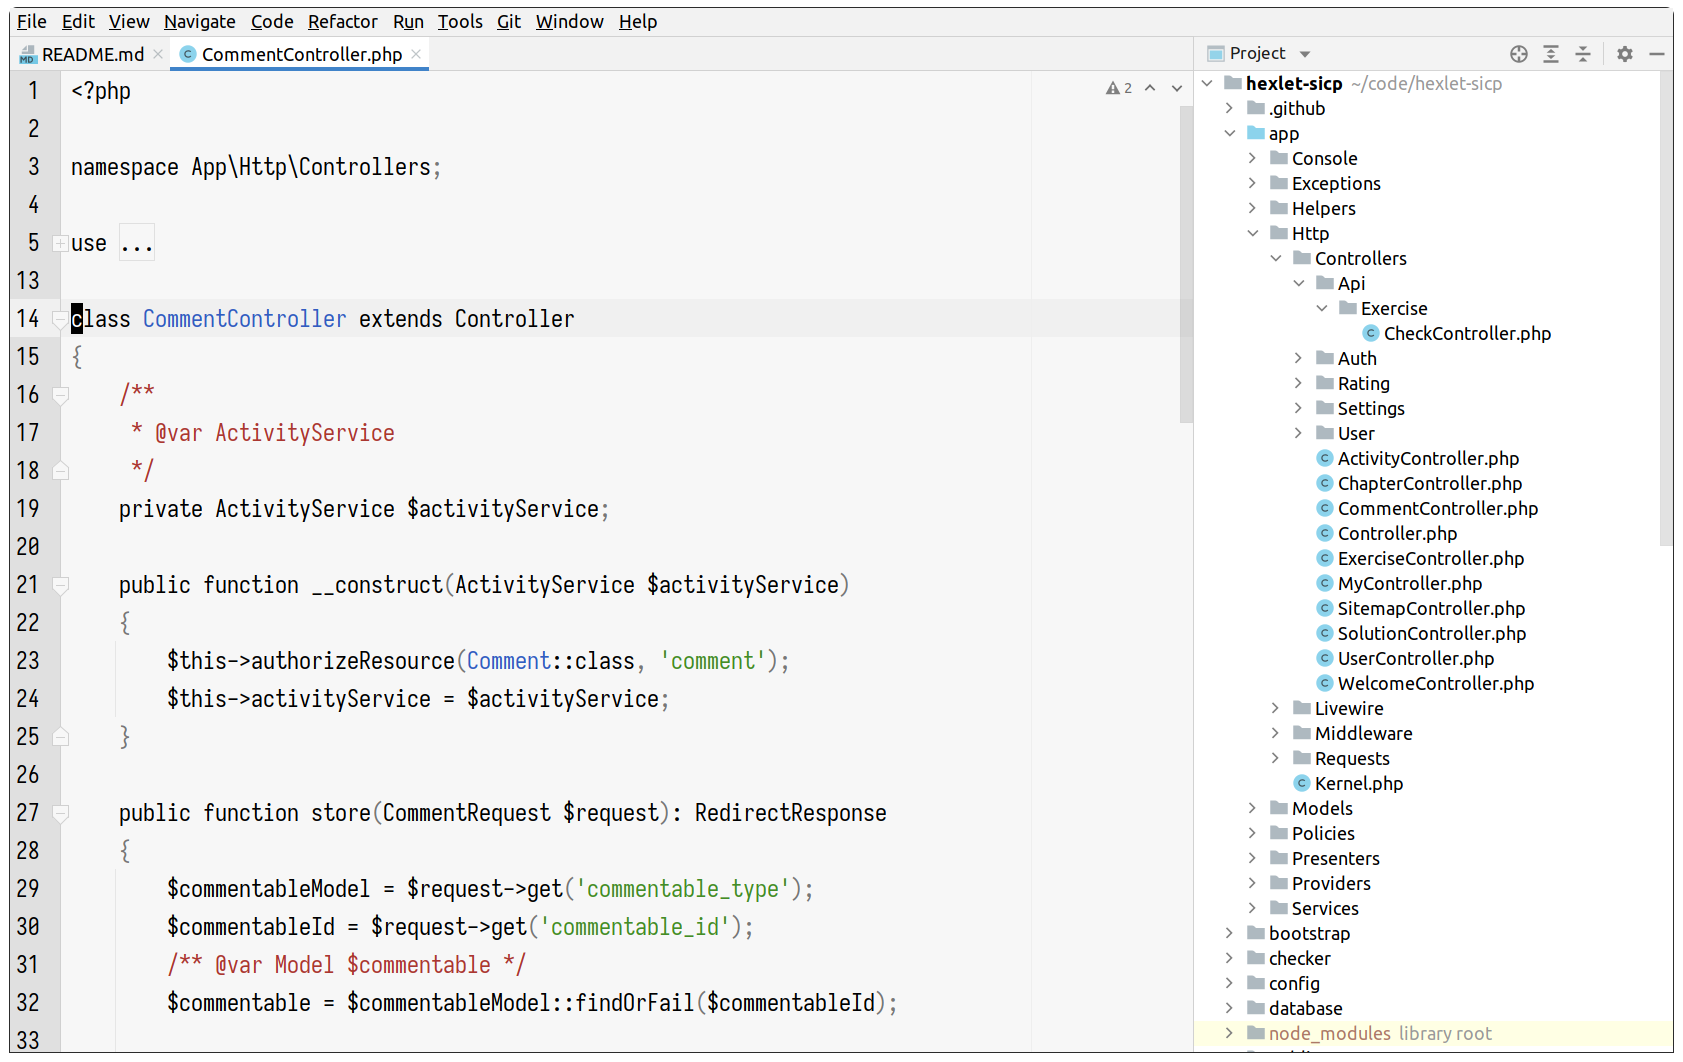 File Edit View Navigate Code Refactor Run Tools Git Window Help
README.md CommentController.php
2
1 <?php
2
3 namespace App\Http\Controllers;
4
5 use ...
13
14 class CommentController extends Controller
15 {
16     /**
17      * @var ActivityService
18      */
19     private ActivityService $activityService;
20
21     public function __construct(ActivityService $activityService)
22     {
23         $this->authorizeResource(Comment::class, 'comment');
24         $this->activityService = $activityService;
25     }
26
27     public function store(CommentRequest $request): RedirectResponse
28     {
29         $commentableModel = $request->get('commentable_type');
30         $commentableId = $request->get('commentable_id');
31         /** @var Model $commentable */
32         $commentable = $commentableModel::findOrFail($commentableId);
33
Project
hexlet-sicp ~/code/hexlet-sicp
.github
app
Console
Exceptions
Helpers
Http
Controllers
Api
Exercise
CheckController.php
Auth
Rating
Settings
User
ActivityController.php
ChapterController.php
CommentController.php
Controller.php
ExerciseController.php
MyController.php
SitemapController.php
SolutionController.php
UserController.php
WelcomeController.php
Livewire
Middleware
Requests
Kernel.php
Models
Policies
Presenters
Providers
Services
bootstrap
checker
config
database
node_modules library root